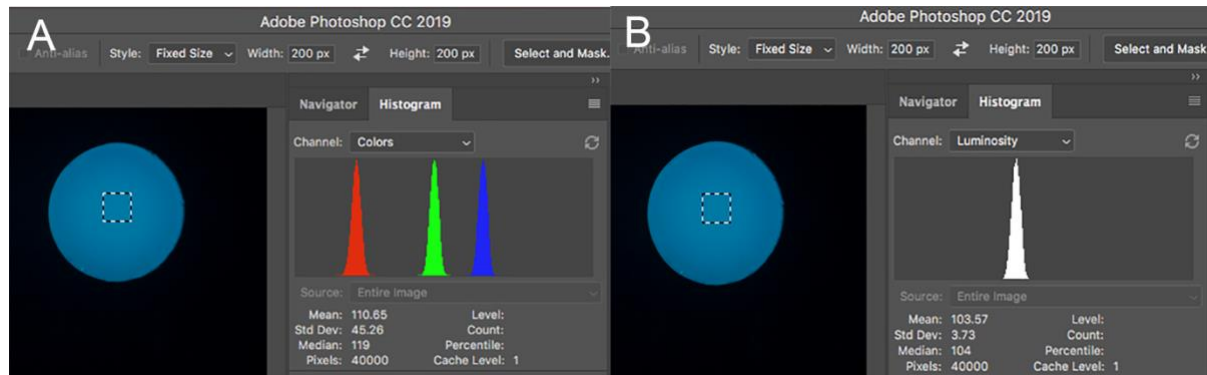 A
Adobe Photoshop CC 2019
Anti-alias Style: Fixed Size Width: 200 px Height: 200 px Select and Mask.
Navigator Histogram
Channel: Colors
Source: Entire Image
Mean: 110.65 Level:
Std Dev: 45.26 Count:
Median: 119 Percentile:
Pixels: 40000 Cache Level: 1
B
Adobe Photoshop CC 2019
Anti-alias Style: Fixed Size Width: 200 px Height: 200 px Select and Mask
Navigator Histogram
Channel: Luminosity
Source: Entire Image
Mean: 103.57 Level:
Std Dev: 3.73 Count:
Median: 104 Percentile:
Pixels: 40000 Cache Level: 1